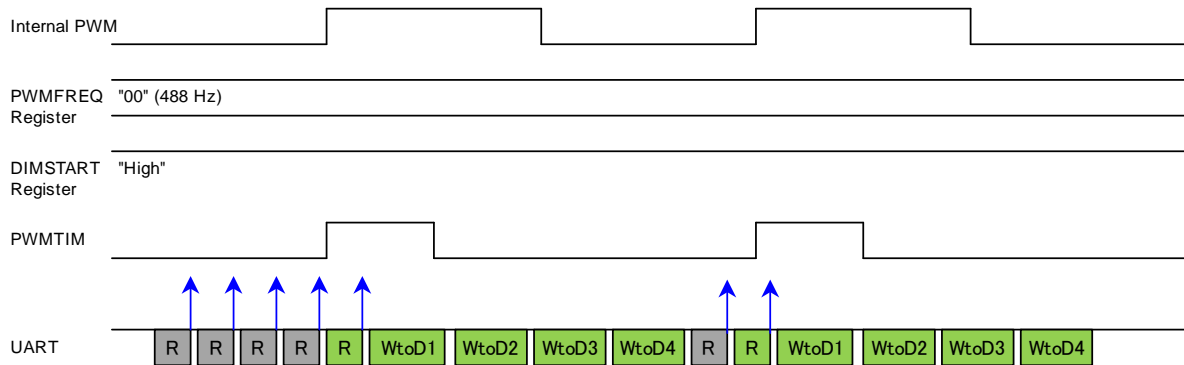 Internal PWM
PWMFREQ "00" (488 Hz)
Register
DIMSTART "High"
Register
PWMTIM
UART R R R R R WtoD1 WtoD2 WtoD3 WtoD4 R R WtoD1 WtoD2 WtoD3 WtoD4